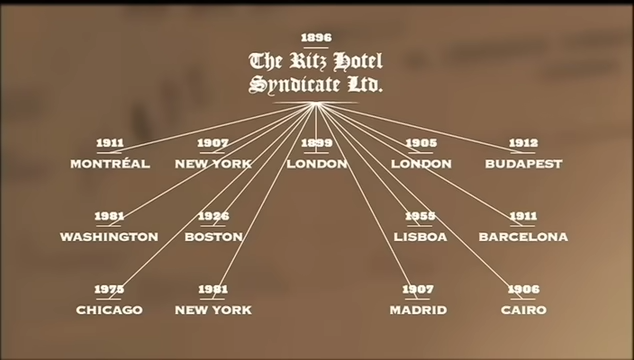 1896
The Ritz Hotel
Syndicate Ltd.
1911 1907 1899 1905 1912
MONTRÉAL NEW YORK LONDON LONDON BUDAPEST
1981 1926 1955 1911
WASHINGTON BOSTON LISBOA BARCELONA
1975 1981 1907 1906
CHICAGO NEW YORK MADRID CAIRO